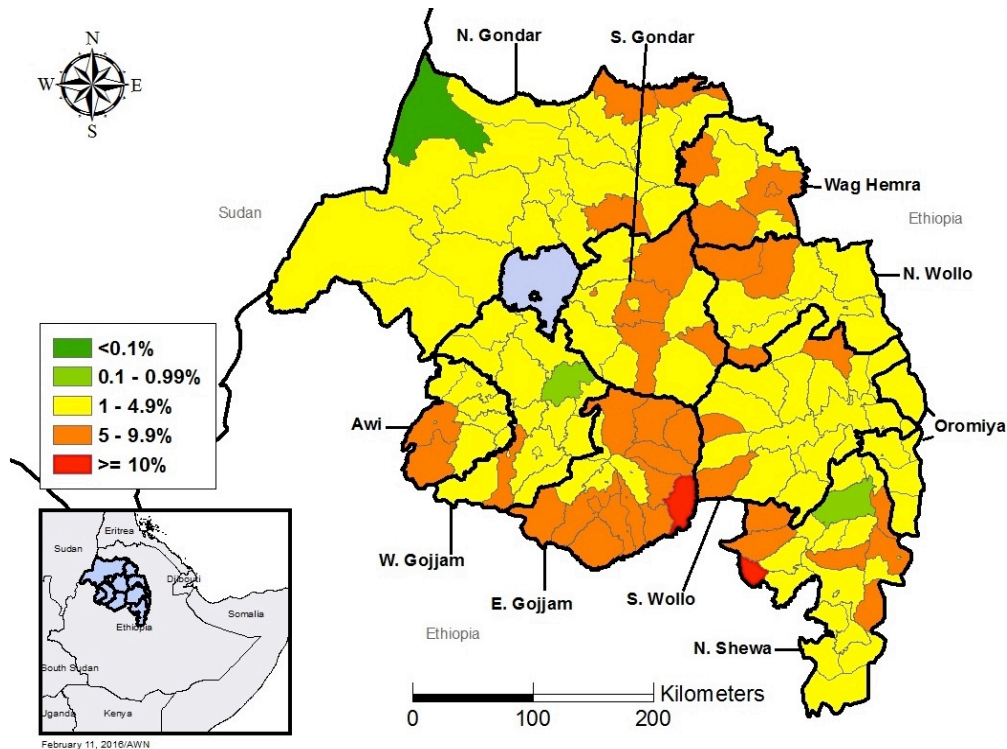 N. Gondar
S. Gondar
N
W
E
S
Wag Hemra
Sudan
Ethiopia
N. Wollo
<0.1%
0.1 - 0.99%
1 - 4.9%
5 - 9.9%
>= 10%
Awi
Oromiya
W. Gojjam
E. Gojjam
S. Wollo
Ethiopia
N. Shewa
Eritrea
Sudan
Djibouti
Somalia
Ethiopia
South Sudan
Uganda
Kenya
Kilometers
0
100
200
February 11, 2016/AWN